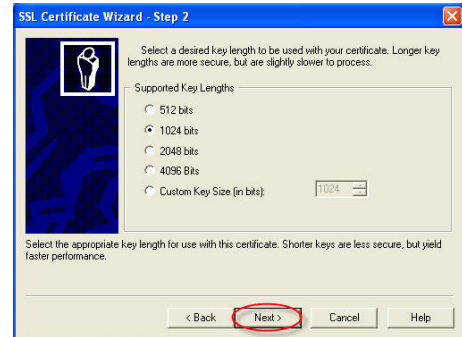 SSL Certificate Wizard - Step 2
Select a desired key length to be used with your certificate. Longer key
lengths are more secure, but are slightly slower to process.
Supported Key Lengths
512 bits
1024 bits
2048 bits
4096 Bits
Custom Key Size (in bits):
1024
Select the appropriate key length for use with this certificate. Shorter keys are less secure, but yield
faster performance.
< Back
Next >
Cancel
Help